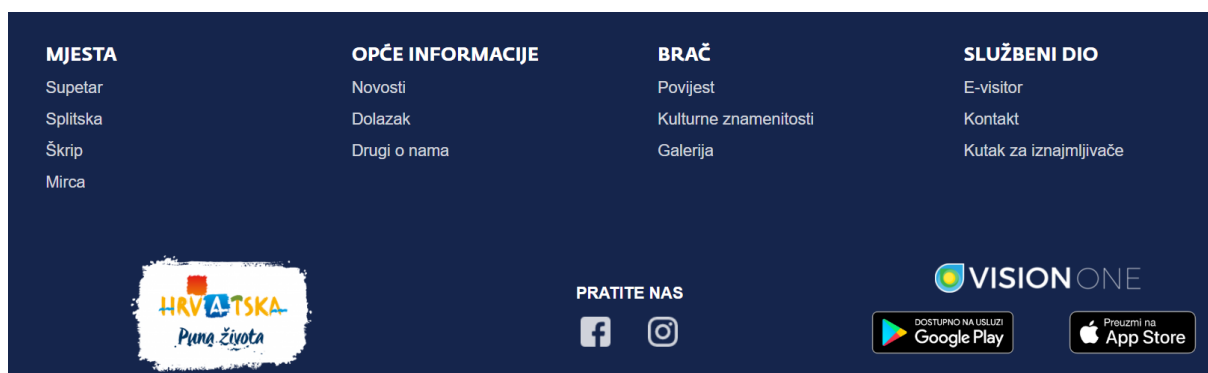 MJESTA
Supetar
Splitska
Škrip
Mirca
OPĆE INFORMACIJE
Novosti
Dolazak
Drugi o nama
BRAČ
Povijest
Kulturne znamenitosti
Galerija
SLUŽBENI DIO
E-visitor
Kontakt
Kutak za iznajmljivače
HRVATSKA
Puna života
PRATITE NAS
VISION ONE
DOSTUPNO NA USLUZI
Google Play
Preuzmi na
App Store